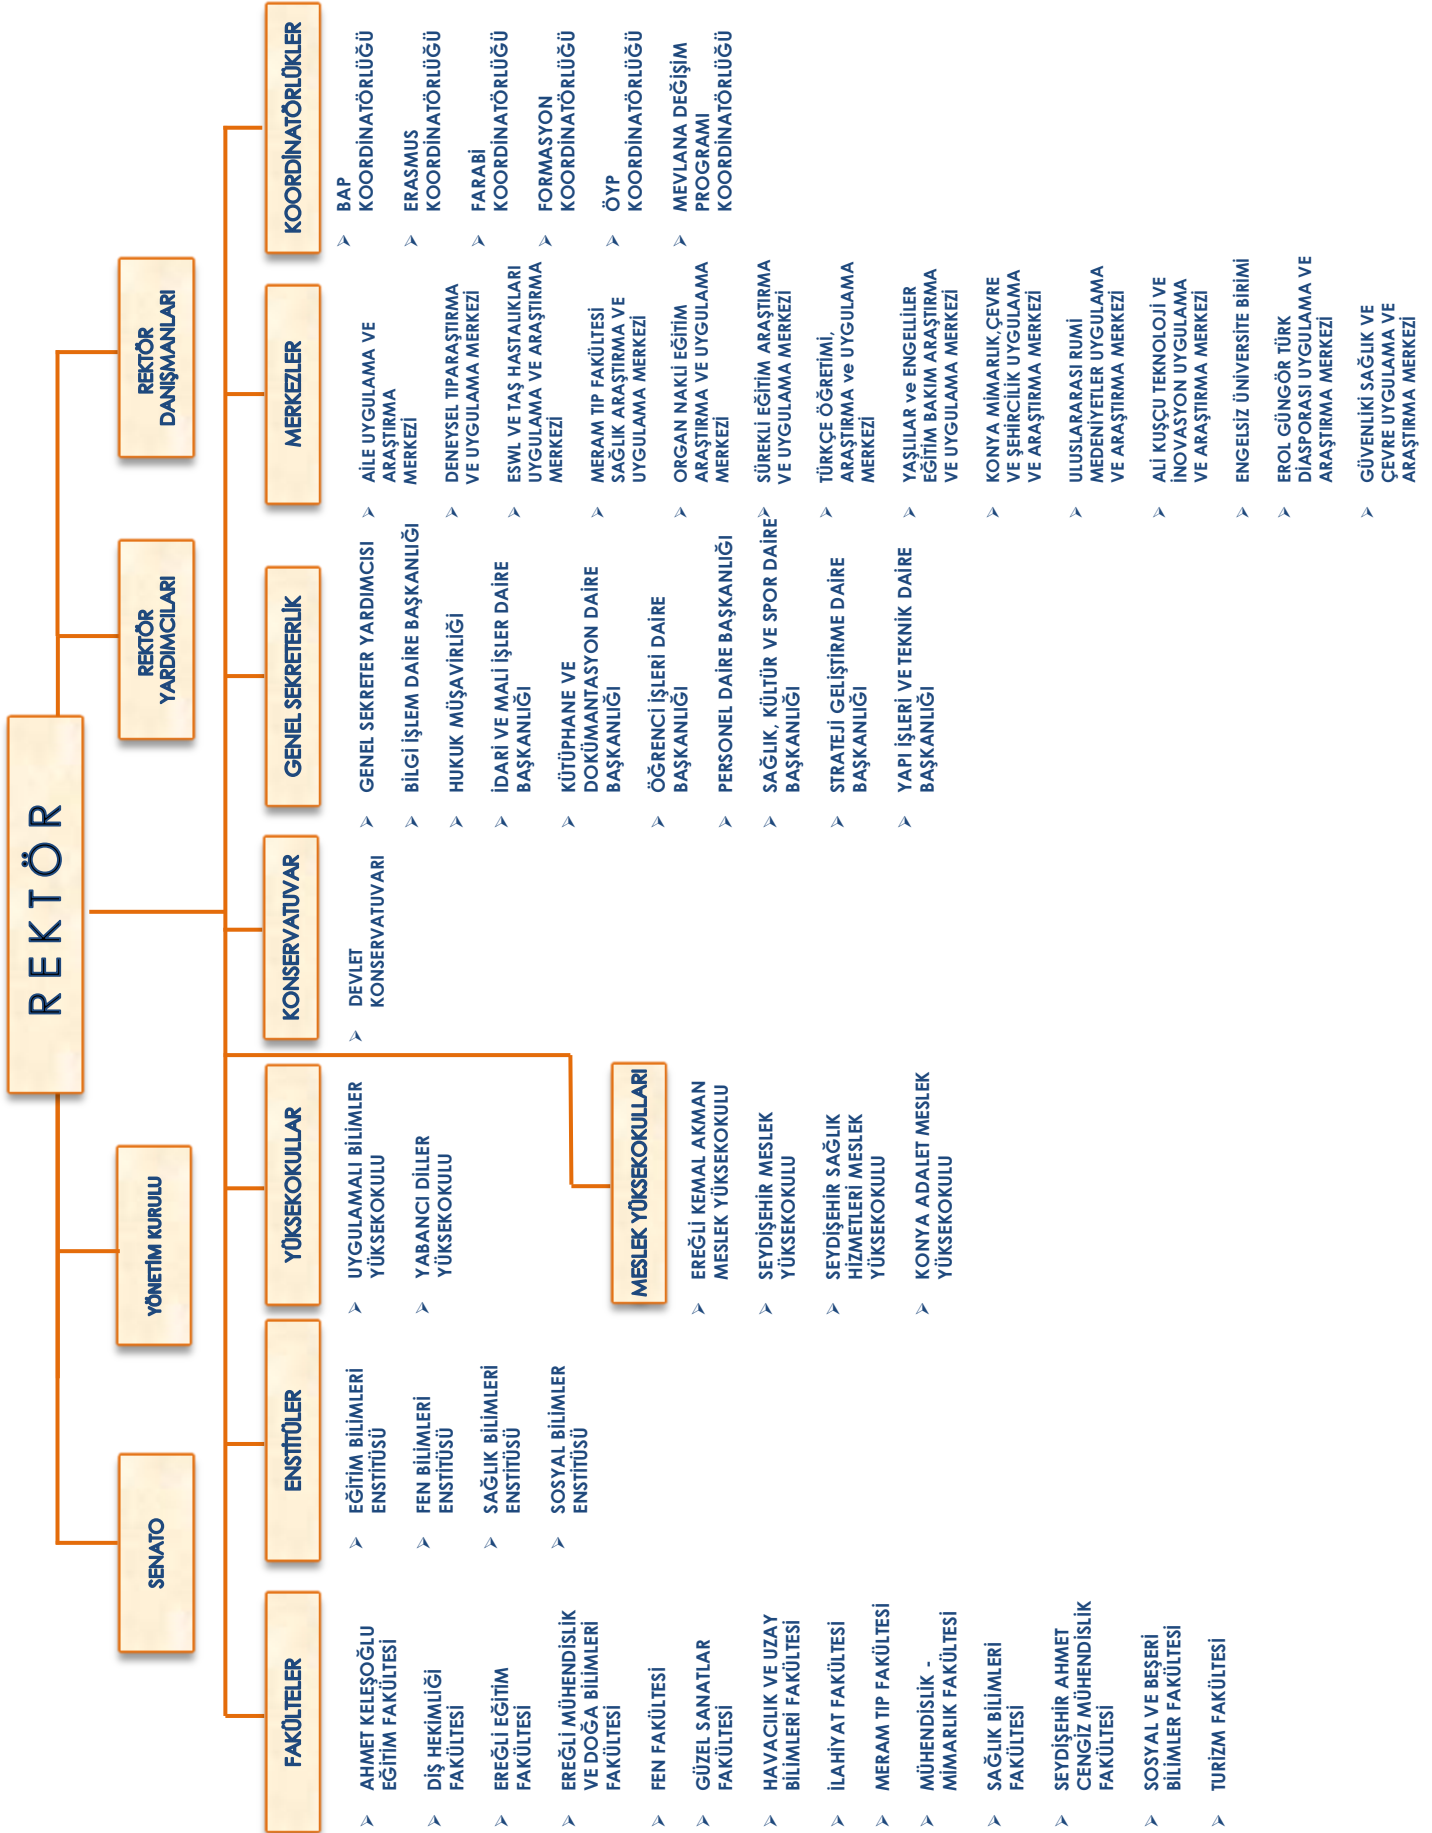 REKTÖR
SENATO
YÖNETİM KURULU
REKTÖR
YARDIMCILARI
REKTÖR
DANIŞMANLARI
FAKÜLTELER
AHMET KELEŞOĞLU
EĞİTİM FAKÜLTESİ
DİŞ HEKİMLİĞİ
FAKÜLTESİ
EREĞLİ EĞİTİM
FAKÜLTESİ
EREĞLİ MÜHENDİSLİK
VE DOĞA BİLİMLERİ
FAKÜLTESİ
FEN FAKÜLTESİ
GÜZEL SANATLAR
FAKÜLTESİ
HAVACILIK VE UZAY
BİLİMLERİ FAKÜLTESİ
İLAHİYAT FAKÜLTESİ
MERAM TIP FAKÜLTESİ
MÜHENDİSLİK -
MİMARLIK FAKÜLTESİ
SAĞLIK BİLİMLERİ
FAKÜLTESİ
SEYDİŞEHİR AHMET
CENGİZ MÜHENDİSLİK
FAKÜLTESİ
SOSYAL VE BEŞERİ
BİLİMLER FAKÜLTESİ
TURİZM FAKÜLTESİ
ENSTİTÜLER
EĞİTİM BİLİMLERİ
ENSTİTÜSÜ
FEN BİLİMLERİ
ENSTİTÜSÜ
SAĞLIK BİLİMLERİ
ENSTİTÜSÜ
SOSYAL BİLİMLER
ENSTİTÜSÜ
YÜKSEKOKULLAR
UYGULAMALI BİLİMLER
YÜKSEKOKULU
YABANCI DİLLER
YÜKSEKOKULU
MESLEK YÜKSEKOKULLARI
EREĞLİ KEMAL AKMAN
MESLEK YÜKSEKOKULU
SEYDİŞEHİR MESLEK
YÜKSEKOKULU
SEYDİŞEHİR SAĞLIK
HİZMETLERİ MESLEK
YÜKSEKOKULU
KONYA ADALET MESLEK
YÜKSEKOKULU
KONSERVATUVAR
DEVLET
KONSERVATUVARI
GENEL SEKRETERLİK
GENEL SEKRETER YARDIMCISI
BİLGİ İŞLEM DAİRE BAŞKANLIĞI
HUKUK MÜŞAVİRLİĞİ
İDARİ VE MALİ İŞLER DAİRE
BAŞKANLIĞI
KÜTÜPHANE VE
DOKÜMANTASYON DAİRE
BAŞKANLIĞI
ÖĞRENCİ İŞLERİ DAİRE
BAŞKANLIĞI
PERSONEL DAİRE BAŞKANLIĞI
SAĞLIK, KÜLTÜR VE SPOR DAİRE
BAŞKANLIĞI
STRATEJİ GELİŞTİRME DAİRE
BAŞKANLIĞI
YAPI İŞLERİ VE TEKNİK DAİRE
BAŞKANLIĞI
MERKEZLER
AİLE UYGULAMA VE
ARAŞTIRMA
MERKEZİ
DENEYSEL TIPARAŞTIRMA
VE UYGULAMA MERKEZİ
ESWL VE TAŞ HASTALIKLARI
UYGULAMA VE ARAŞTIRMA
MERKEZİ
MERAM TIP FAKÜLTESİ
SAĞLIK ARAŞTIRMA VE
UYGULAMA MERKEZİ
ORGAN NAKLİ EĞİTİM
ARAŞTIRMA VE UYGULAMA
MERKEZİ
SÜREKLİ EĞİTİM ARAŞTIRMA
VE UYGULAMA MERKEZİ
TÜRKÇE ÖĞRETİMİ,
ARAŞTIRMA ve UYGULAMA
MERKEZİ
YAŞLILAR ve ENGELLİLER
EĞİTİM BAKIM ARAŞTIRMA
VE UYGULAMA MERKEZİ
KONYA MİMARLIK,ÇEVRE
VE ŞEHİRCİLİK UYGULAMA
VE ARAŞTIRMA MERKEZİ
ULUSLARARASI RUMİ
MEDENİYETLER UYGULAMA
VE ARAŞTIRMA MERKEZİ
ALİ KUŞÇU TEKNOLOJİ VE
İNOVASYON UYGULAMA
VE ARAŞTIRMA MERKEZİ
ENGELSİZ ÜNİVERSİTE BİRİMİ
EROL GÜNGÖR TÜRK
DİASPORASI UYGULAMA VE
ARAŞTIRMA MERKEZİ
GÜVENLİKİ SAĞLIK VE
ÇEVRE UYGULAMA VE
ARAŞTIRMA MERKEZİ
KOORDİNATÖRLÜKLER
BAP
KOORDİNATÖRLÜĞÜ
ERASMUS
KOORDİNATÖRLÜĞÜ
FARABİ
KOORDİNATÖRLÜĞÜ
FORMASYON
KOORDİNATÖRLÜĞÜ
ÖYP
KOORDİNATÖRLÜĞÜ
MEVLANA DEĞİŞİM
PROGRAMI
KOORDİNATÖRLÜĞÜ